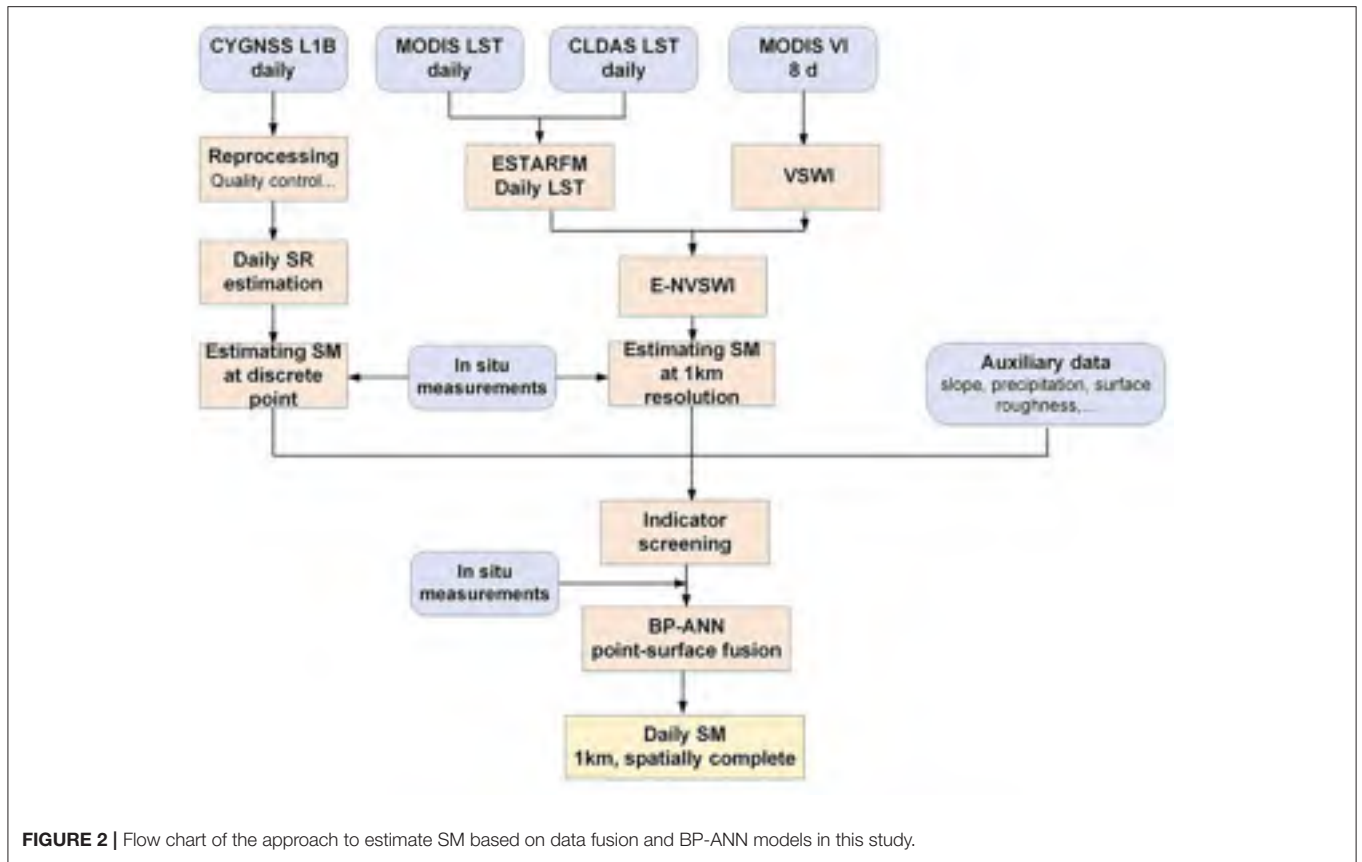 CYGNSS L1B
daily
MODIS LST
daily
CLDAS LST
daily
MODIS VI
8 d
Reprocessing
Quality control...
ESTARFM
Daily LST
VSWI
Daily SR
estimation
E-NVSWI
Estimating SM
at discrete
point
In situ
measurements
Estimating SM
at 1km
resolution
Auxiliary data
slope, precipitation, surface
roughness,...
Indicator
screening
In situ
measurements
BP-ANN
point-surface fusion
Daily SM
1km, spatially complete
FIGURE 2 | Flow chart of the approach to estimate SM based on data fusion and BP-ANN models in this study.